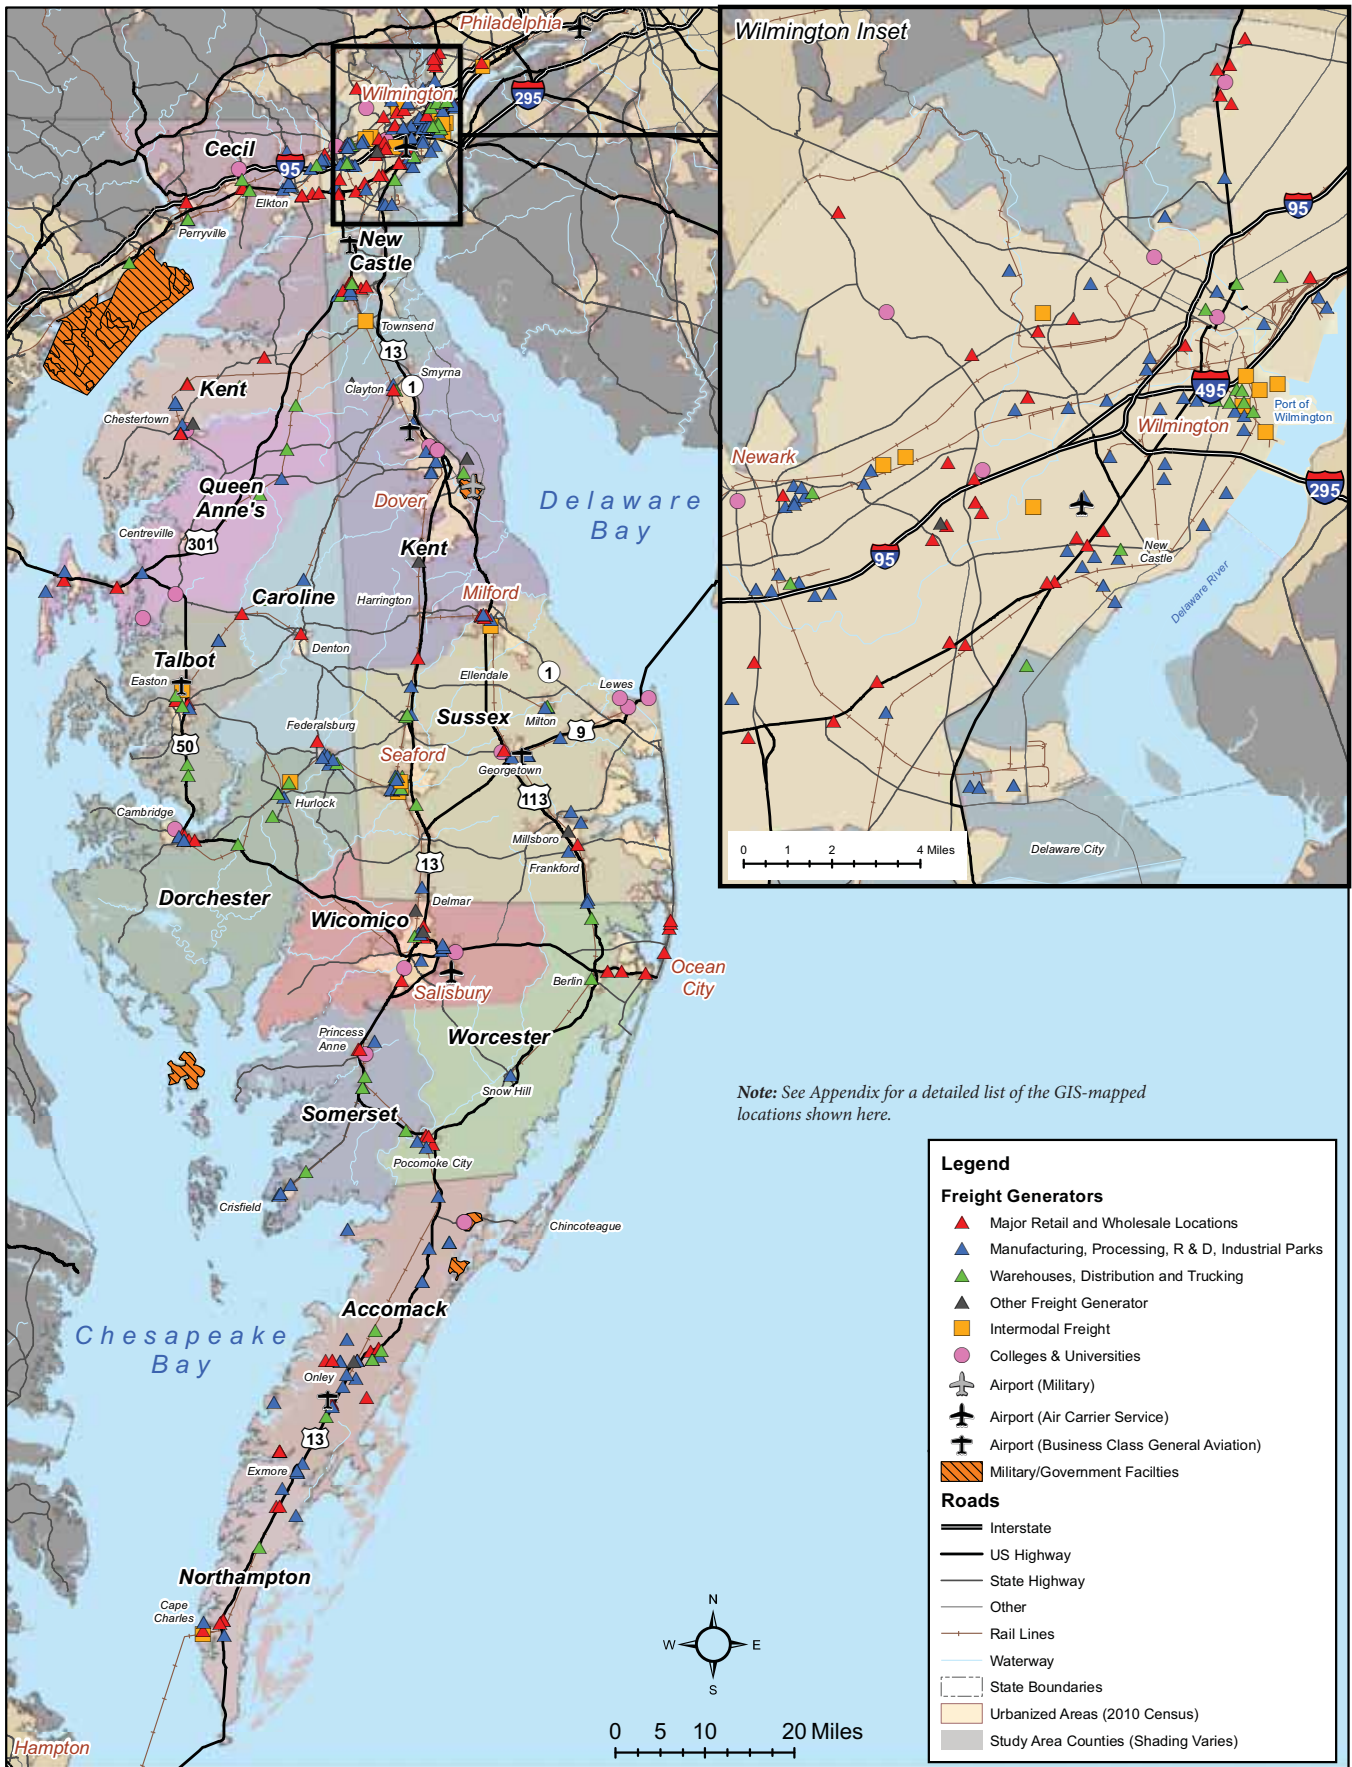 Philadelphia
Wilmington
295
Cecil
95
Elkton
Perryville
New
Castle
Townsend
13
Smyrna
Clayton
1
Kent
Chestertown
Queen
Anne's
Dover
Delaware
Bay
Centreville
301
Kent
Caroline
Harrington
Milford
Denton
Talbot
Easton
Ellendale
1
Lewes
Federalsburg
Sussex
Milton
9
50
Seaford
Georgetown
113
Hurlock
Cambridge
Millsboro
13
Frankford
Dorchester
Delmar
Wicomico
Ocean
City
Berlin
Salisbury
Princess
Anne
Worcester
Snow Hill
Somerset
Pocomoke City
Crisfield
Chincoteague
Accomack
Chesapeake
Bay
Onley
13
Exmore
Northampton
Cape
Charles
Hampton
N
W
E
S
0 5 10 20 Miles
Wilmington Inset
95
495
Port of
Wilmington
Wilmington
Newark
295
95
New
Castle
Delaware River
Delaware City
0 1 2 4 Miles
Note: See Appendix for a detailed list of the GIS-mapped
locations shown here.
Legend
Freight Generators
Major Retail and Wholesale Locations
Manufacturing, Processing, R & D, Industrial Parks
Warehouses, Distribution and Trucking
Other Freight Generator
Intermodal Freight
Colleges & Universities
Airport (Military)
Airport (Air Carrier Service)
Airport (Business Class General Aviation)
Military/Government Facilties
Roads
Interstate
US Highway
State Highway
Other
Rail Lines
Waterway
State Boundaries
Urbanized Areas (2010 Census)
Study Area Counties (Shading Varies)